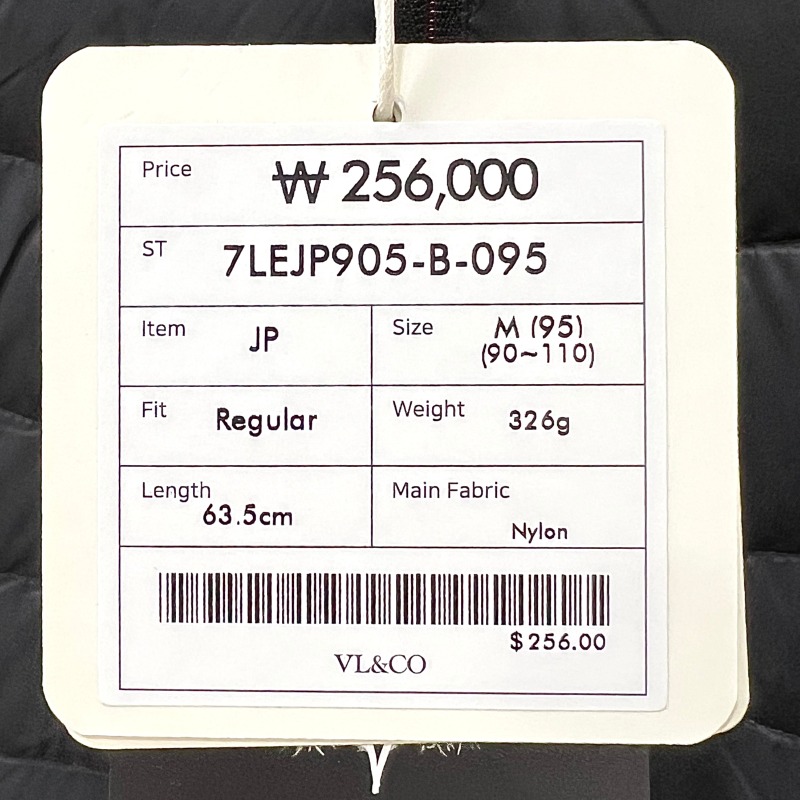 Price ₩ 256,000
ST 7LEJP905-B-095
Item JP Size M (95)
(90~110)
Fit Regular Weight 326g
Length 63.5cm Main Fabric Nylon
$256.00
VL&CO